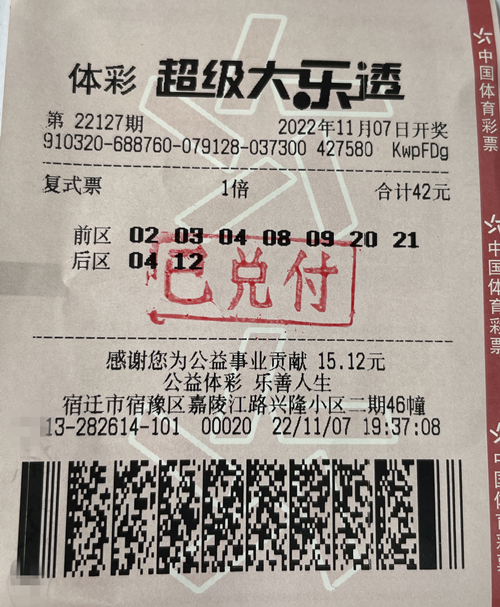 体彩 超级大乐透
第 22127期 2022年11月07日开奖
910320-688760-079128-037300 427580 KwpFDg
复式票 1倍 合计42元
前区 02 03 04 08 09 20 21
后区 04 12
已兑付
感谢您为公益事业贡献 15.12元
公益体彩 乐善人生
宿迁市宿豫区嘉陵江路兴隆小区二期46幢
13-282614-101 00020 22/11/07 19:37:08
中国体育彩票
中国体育彩票
中国体育彩票